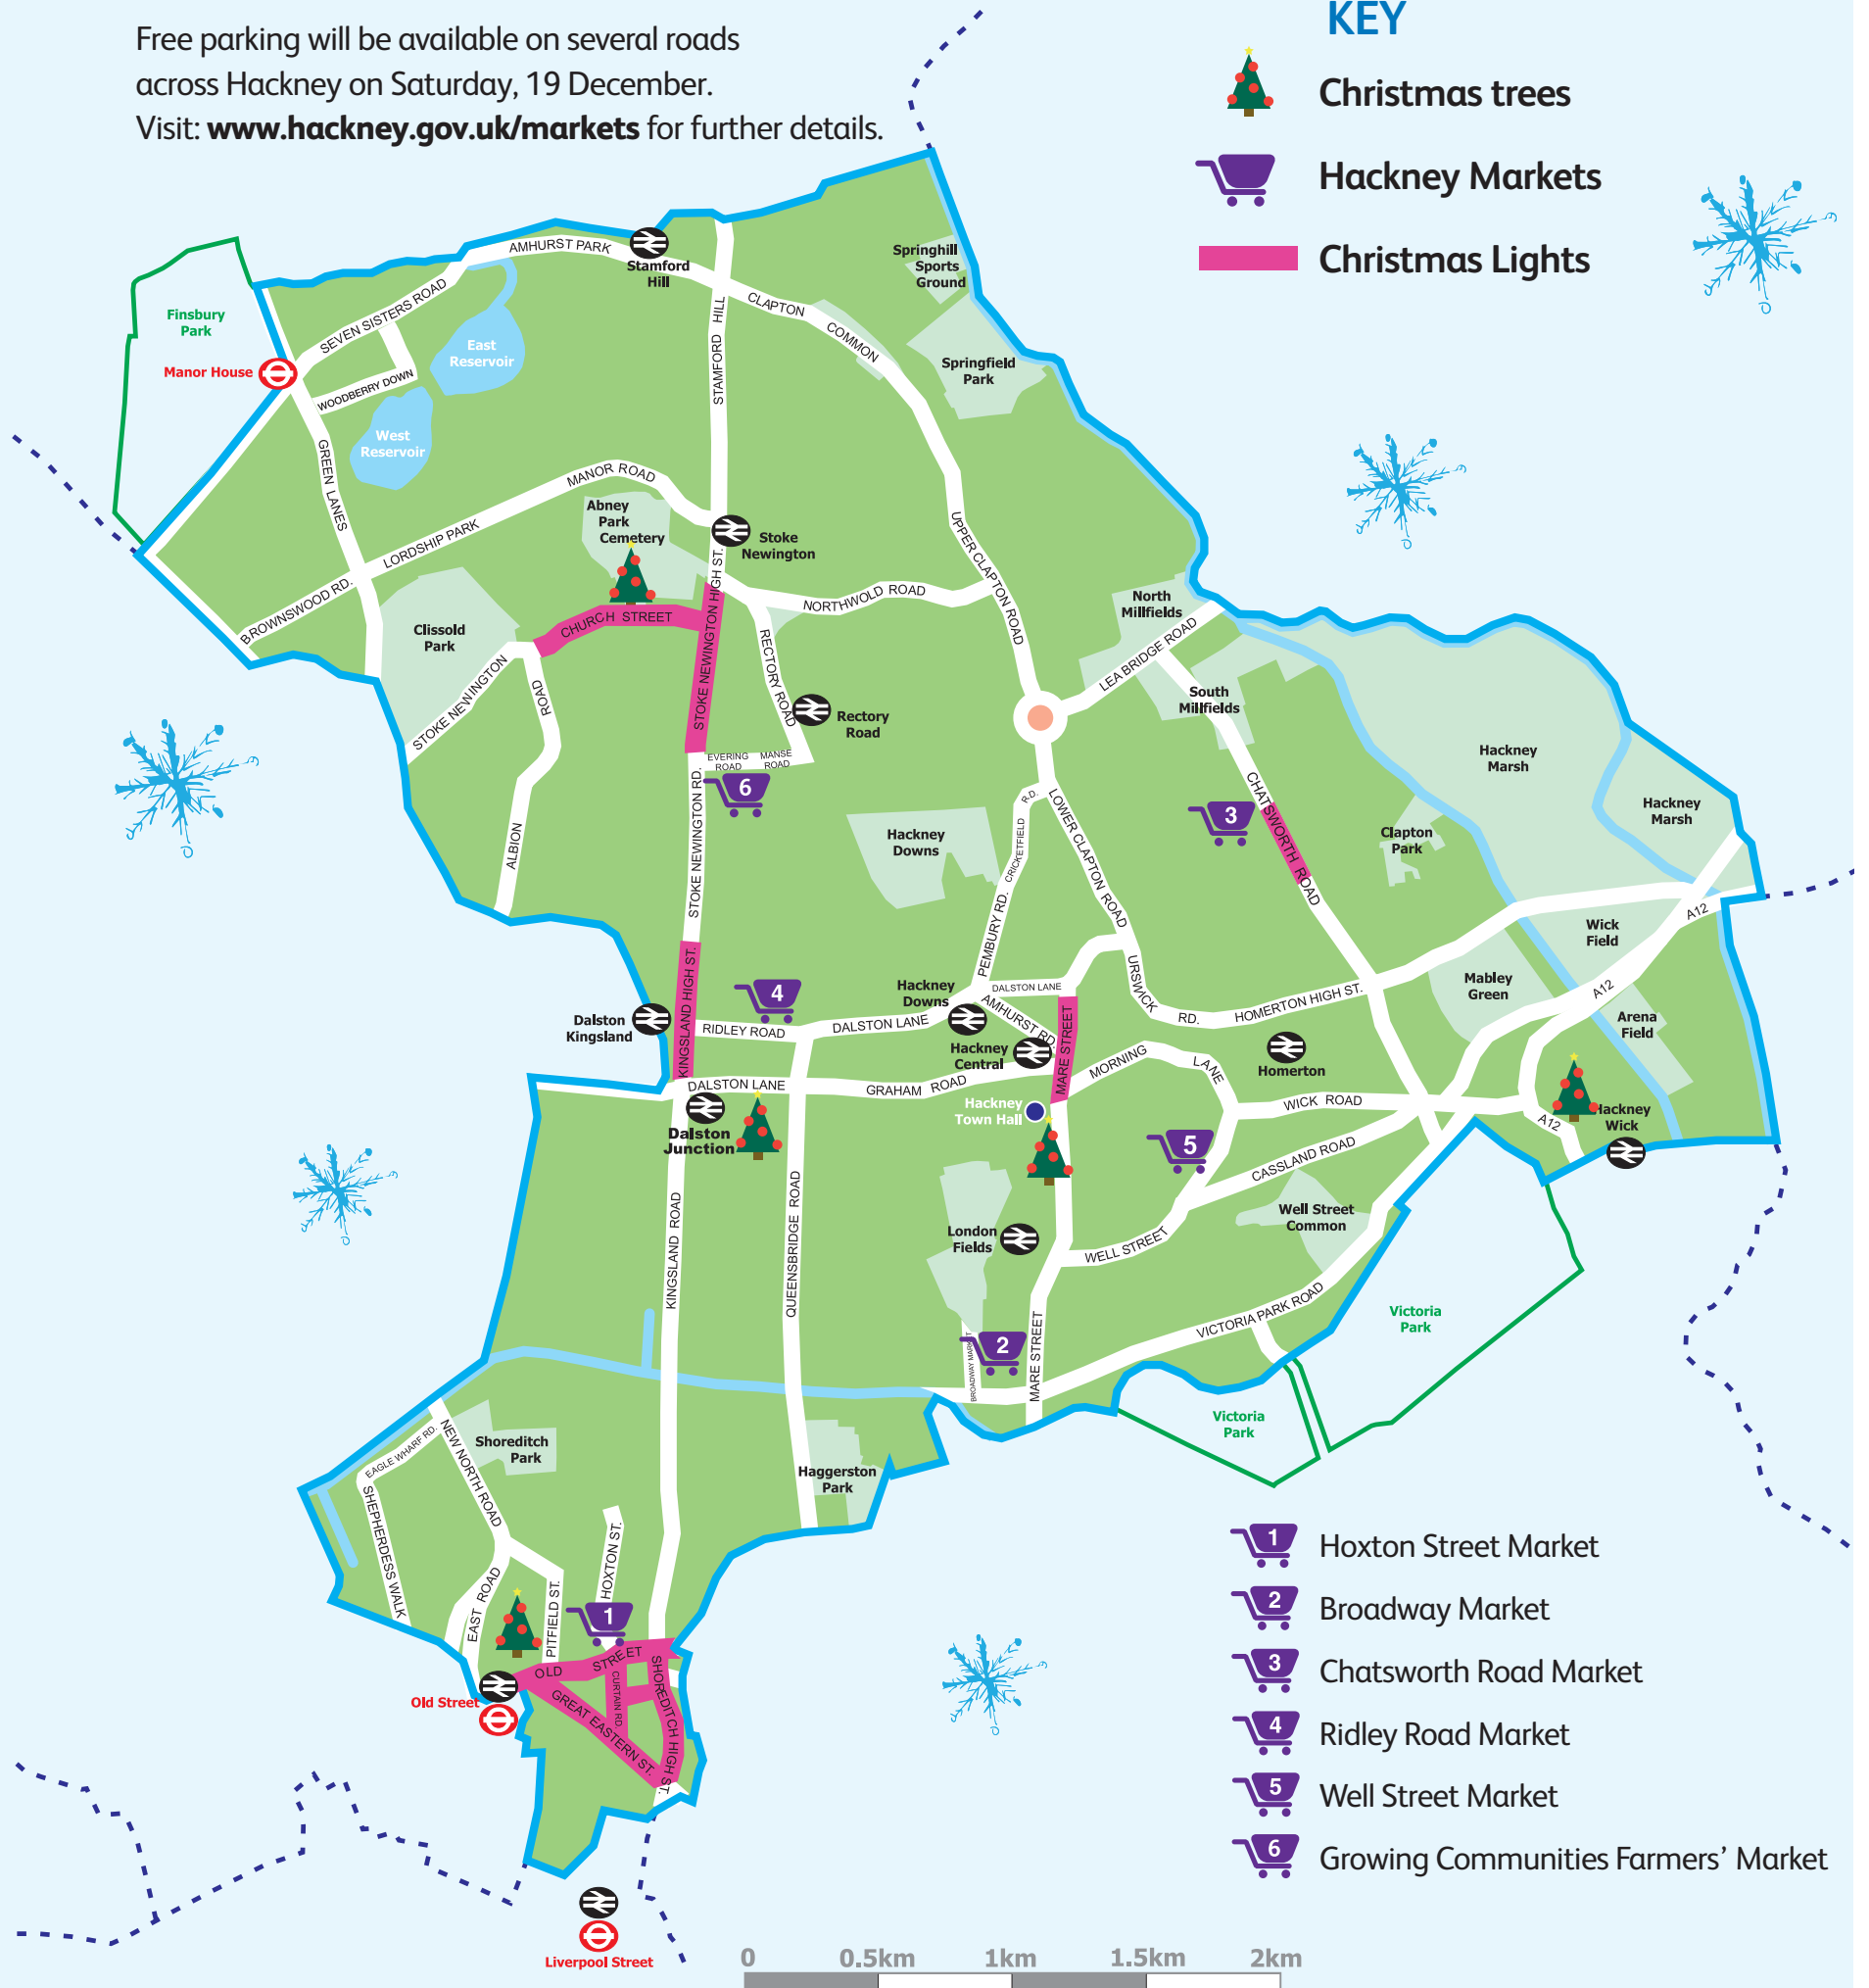 Free parking will be available on several roads
across Hackney on Saturday, 19 December.
Visit: www.hackney.gov.uk/markets for further details.
KEY
Christmas trees
Hackney Markets
Christmas Lights
AMHURST PARK
Stamford
Hill
Springhill
Sports
Ground
Finsbury
Park
SEVEN SISTERS ROAD
East
Reservoir
STAMFORD HILL
CLAPTON COMMON
Springfield
Park
Manor House
WOODBERRY DOWN
West
Reservoir
GREEN LANES
MANOR ROAD
Abney
Park
Cemetery
Stoke
Newington
LORDSHIP PARK
BROWNSWOOD RD.
UPPER CLAPTON ROAD
NORTHWOLD ROAD
North
Millfields
Clissold
Park
CHURCH STREET
STOKE NEWINGTON HIGH ST.
RECTORY ROAD
LEA BRIDGE ROAD
STOKE NEWINGTON
ROAD
Rectory
Road
South
Millfields
Hackney
Marsh
EVERING
ROAD
MANSE
ROAD
6
Hackney
Marsh
STOKE NEWINGTON RD.
ALBION
Hackney
Downs
R.D.
CRICKETFIELD
LOWER CLAPTON ROAD
3
CHATSWORTH ROAD
Clapton
Park
PEMBURY RD.
A12
Wick
Field
KINGSLAND HIGH ST.
4
Hackney
Downs
DALSTON LANE
URSWICK
RD.
HOMERTON HIGH ST.
Mabley
Green
A12
Arena
Field
Dalston
Kingsland
RIDLEY ROAD
DALSTON LANE
AMHURST RD.
Hackney
Central
MARE STREET
MORNING
LANE
Homerton
DALSTON LANE
GRAHAM ROAD
Hackney
Town Hall
WICK ROAD
A12
Hackney
Wick
Dalston
Junction
5
CASSLAND ROAD
KINGSLAND ROAD
QUEENSBRIDGE ROAD
London
Fields
WELL STREET
Well Street
Common
VICTORIA PARK ROAD
Victoria
Park
2
BROADWAY MARKET
MARE STREET
Victoria
Park
EAGLE WHARF RD.
NEW NORTH ROAD
Shoreditch
Park
Haggerston
Park
SHEPHERDESS WALK
EAST ROAD
PITFIELD ST.
HOXTON ST.
1
OLD STREET
CURTAIN RD.
SHOREDITCH HIGH ST.
GREAT EASTERN ST.
Old Street
Liverpool Street
1 Hoxton Street Market
2 Broadway Market
3 Chatsworth Road Market
4 Ridley Road Market
5 Well Street Market
6 Growing Communities Farmers’ Market
0 0.5km 1km 1.5km 2km